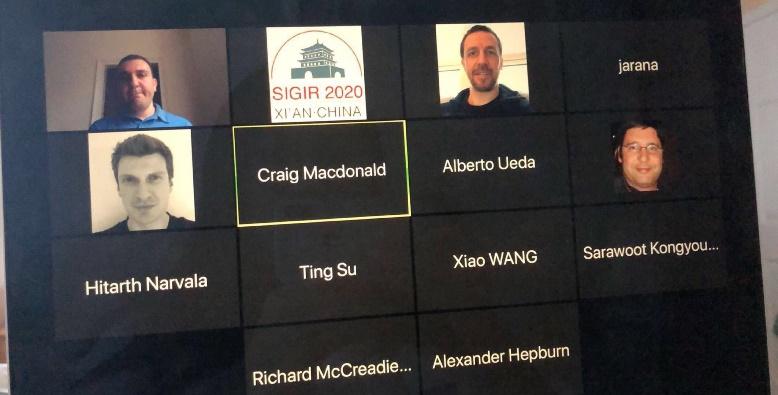 SIGIR 2020
XI'AN·CHINA
jarana
Craig Macdonald
Alberto Ueda
Hitarth Narvala
Ting Su
Xiao WANG
Sarawoot Kongyou...
Richard McCreadie...
Alexander Hepburn